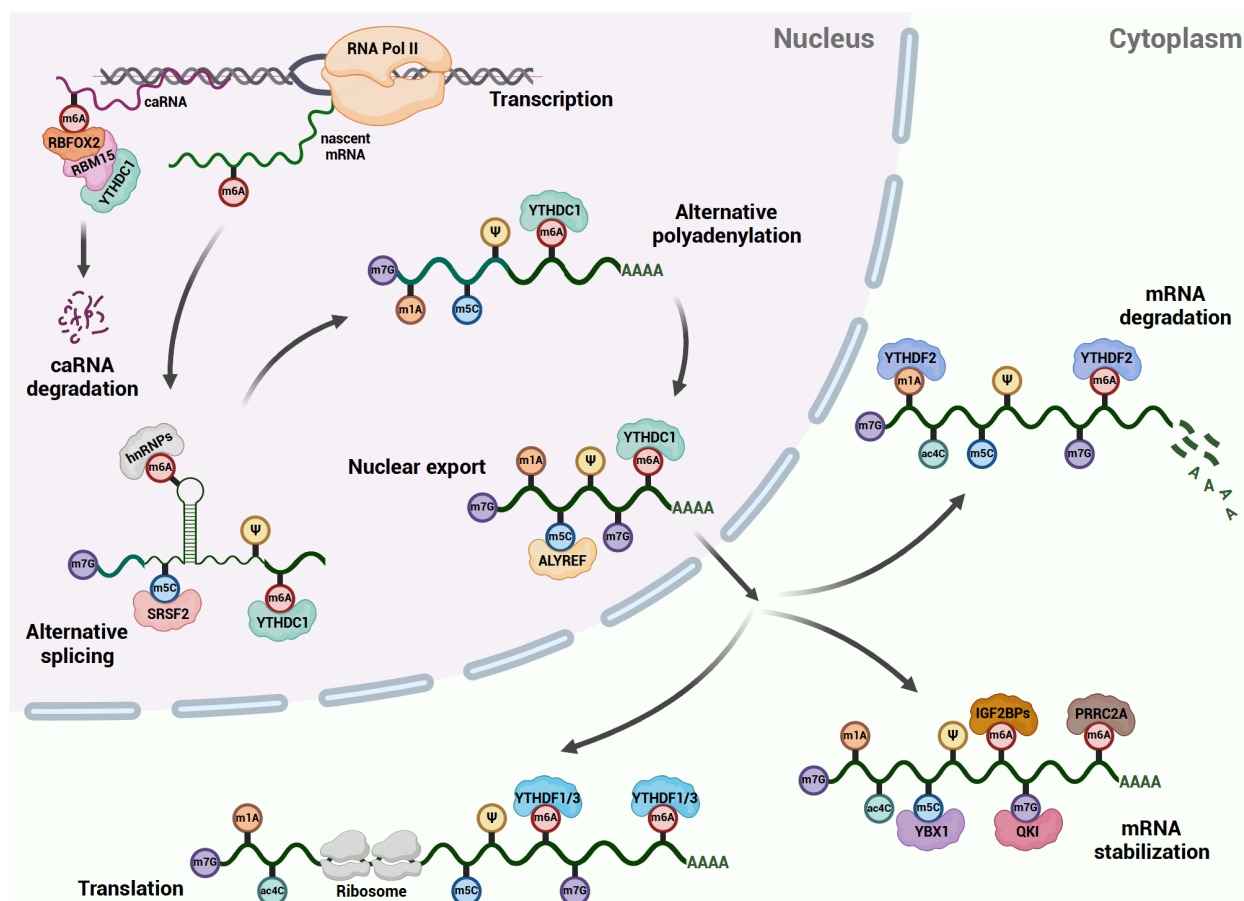 Nucleus
Cytoplasm
RNA Pol II
Transcription
caRNA
nascent
mRNA
m6A
RBFOX2
RBM15
YTHDC1
m6A
caRNA
degradation
YTHDC1
Ψ
m6A
m7G
AAAA
m1A
m5C
Alternative
polyadenylation
hnRNPs
m6A
Ψ
m7G
m5C
SRSF2
m6A
YTHDC1
Alternative
splicing
Nuclear export
YTHDC1
m1A
Ψ
m6A
m7G
AAAA
m5C
m7G
ALYREF
mRNA
degradation
YTHDF2
YTHDF2
m1A
Ψ
m6A
m7G
ac4C
m5C
m7G
A
A
A
A
IGF2BPs
PRRC2A
m1A
Ψ
m6A
m6A
m7G
AAAA
ac4C
m5C
m7G
YBX1
QKI
mRNA
stabilization
YTHDF1/3
YTHDF1/3
m1A
Ψ
m6A
m6A
m7G
AAAA
ac4C
Ribosome
m5C
m7G
Translation